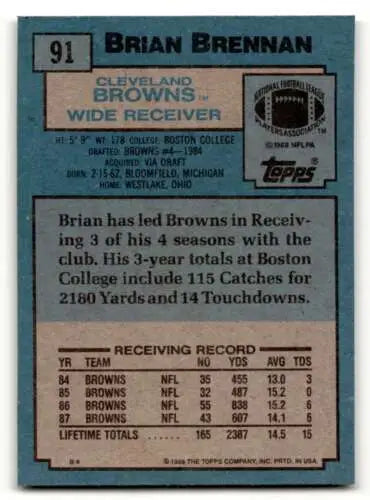 91 BRIAN BRENNAN
CLEVELAND
BROWNS™
WIDE RECEIVER
NATIONAL FOOTBALL LEAGUE
PLAYERS ASSOCIATION
©1988 NFLPA
Topps®
HT: 5' 9" WT: 178 COLLEGE: BOSTON COLLEGE
DRAFTED: BROWNS #4-1984
ACQUIRED: VIA DRAFT
BORN: 2-15-62, BLOOMFIELD, MICHIGAN
HOME: WESTLAKE, OHIO
Brian has led Browns in Receiv-
ing 3 of his 4 seasons with the
club. His 3-year totals at Boston
College include 115 Catches for
2180 Yards and 14 Touchdowns.
RECEIVING RECORD
YR TEAM NO YDS AVG TDS
84 BROWNS NFL 35 455 13.0 3
85 BROWNS NFL 32 487 15.2 0
86 BROWNS NFL 55 838 15.2 6
87 BROWNS NFL 43 607 14.1 6
LIFETIME TOTALS 165 2387 14.5 15
©1988 THE TOPPS COMPANY, INC. PRTD. IN U.S.A.